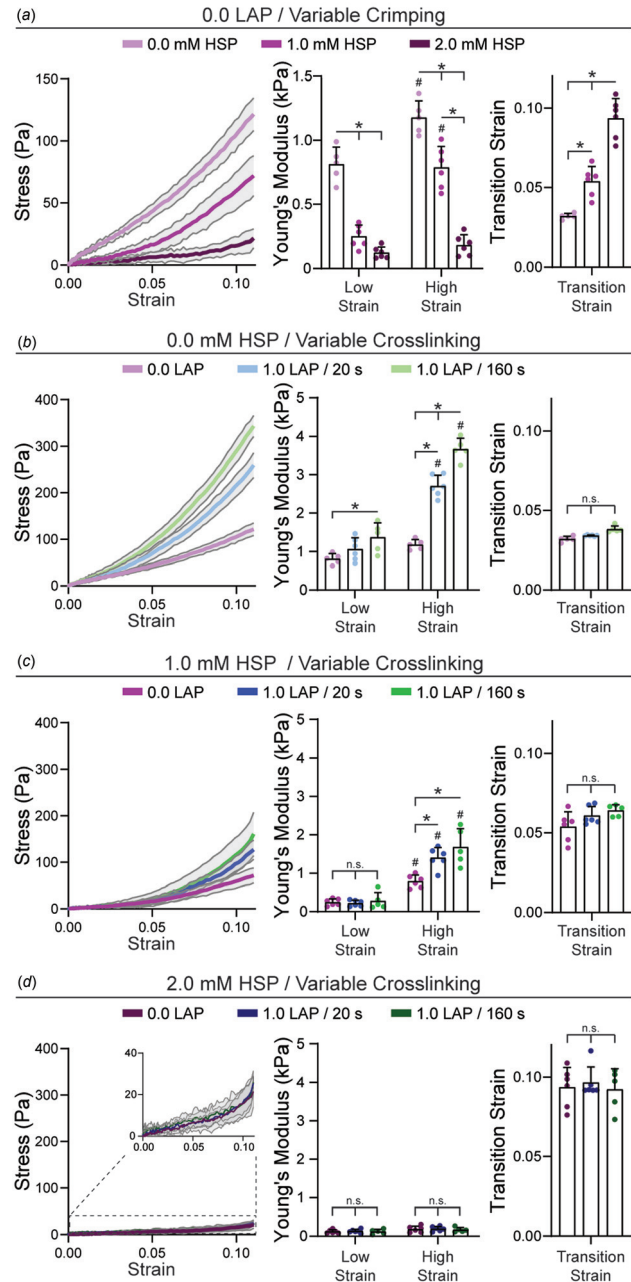 (a) 0.0 LAP / Variable Crimping
0.0 mM HSP 1.0 mM HSP 2.0 mM HSP
Stress (Pa)
150
100
50
0
0.00 0.05 0.10
Strain
Young's Modulus (kPa)
1.5
1.0
0.5
0
* # * # *
Low Strain
High Strain
Transition Strain
0.10
0.05
0.00
* *
Transition Strain
(b) 0.0 mM HSP / Variable Crosslinking
0.0 LAP 1.0 LAP / 20 s 1.0 LAP / 160 s
Stress (Pa)
400
300
200
100
0
0.00 0.05 0.10
Strain
Young's Modulus (kPa)
5
4
3
2
1
0
* * * # #
Low Strain
High Strain
Transition Strain
0.10
0.05
0.00
n.s.
Transition Strain
(c) 1.0 mM HSP / Variable Crosslinking
0.0 LAP 1.0 LAP / 20 s 1.0 LAP / 160 s
Stress (Pa)
400
300
200
100
0
0.00 0.05 0.10
Strain
Young's Modulus (kPa)
5
4
3
2
1
0
n.s. * * # # #
Low Strain
High Strain
Transition Strain
0.10
0.05
0.00
n.s.
Transition Strain
(d) 2.0 mM HSP / Variable Crosslinking
0.0 LAP 1.0 LAP / 20 s 1.0 LAP / 160 s
Stress (Pa)
400
300
200
100
0
40
20
0
0.00 0.05 0.10
0.00 0.05 0.10
Strain
Young's Modulus (kPa)
5
4
3
2
1
0
n.s. n.s.
Low Strain
High Strain
Transition Strain
0.10
0.05
0.00
n.s.
Transition Strain